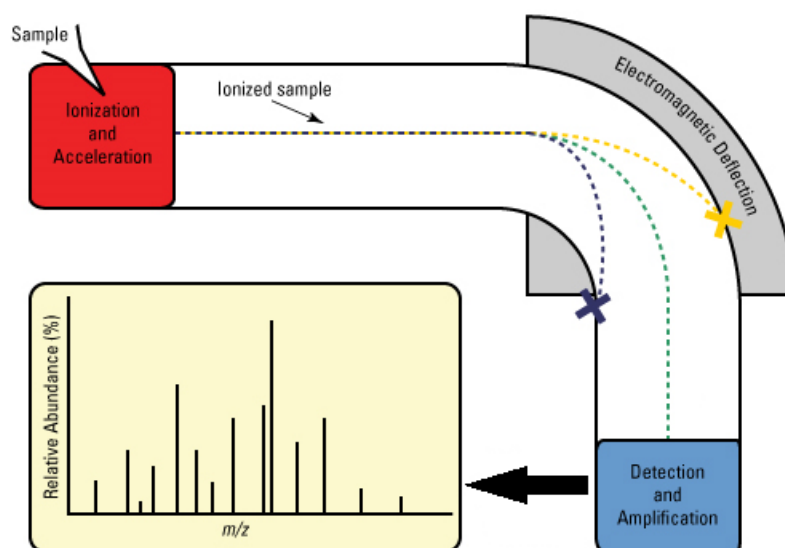 Sample
Ionization
and
Acceleration
Ionized sample
Electromagnetic Deflection
Relative Abundance (%)
m/z
Detection
and
Amplification